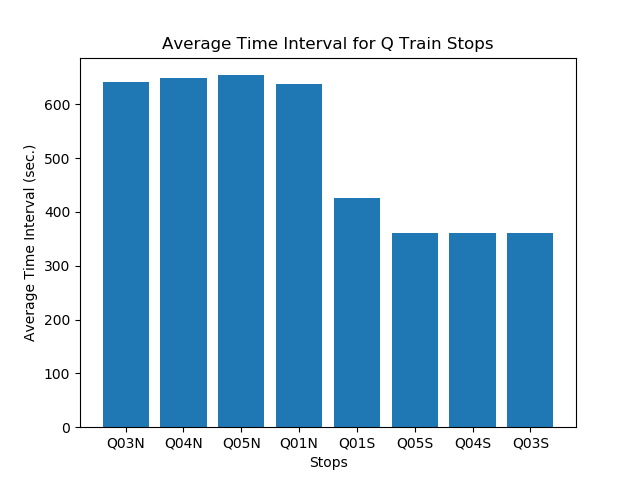 Average Time Interval for Q Train Stops
Average Time Interval (sec.)
600
500
400
300
200
100
0
Q03N Q04N Q05N Q01N Q01S Q05S Q04S Q03S
Stops